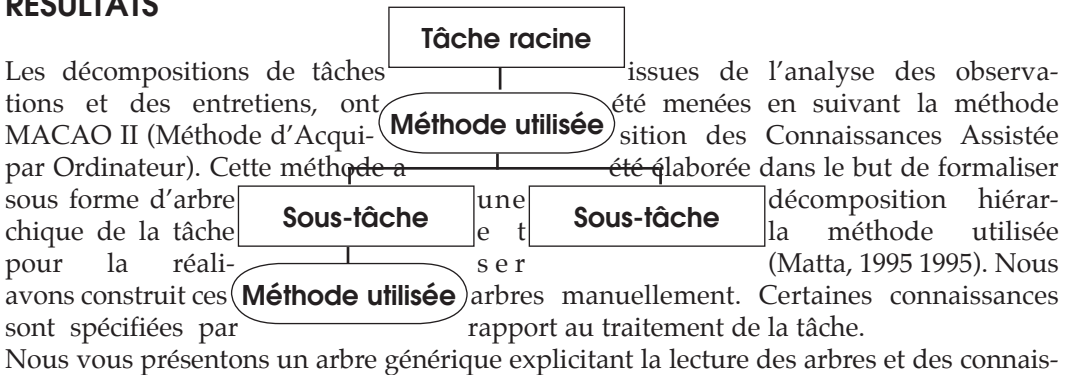 RÉSULTATS
Tâche racine
Les décompositions de tâches issues de l'analyse des observa-
tions et des entretiens, ont été menées en suivant la méthode
Méthode utilisée
MACAO II (Méthode d'Acqui- sition des Connaissances Assistée
par Ordinateur). Cette méthode a été élaborée dans le but de formaliser
sous forme d'arbre une décomposition hiérar-
Sous-tâche Sous-tâche
chique de la tâche e t la méthode utilisée
pour la réali- s e r (Matta, 1995 1995). Nous
avons construit ces arbres manuellement. Certaines connaissances
Méthode utilisée
sont spécifiées par rapport au traitement de la tâche.
Nous vous présentons un arbre générique explicitant la lecture des arbres et des connais-